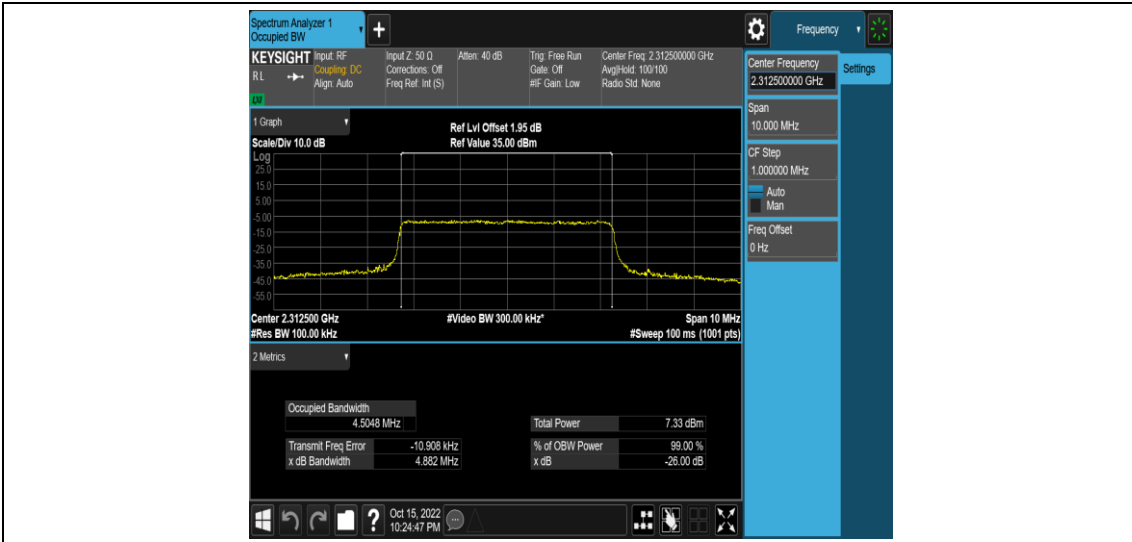 Spectrum Analyzer 1
Occupied BW
Frequency
KEYSIGHT
RL
LXI
Input: RF
Coupling: DC
Align: Auto
Input Z: 50 Ω
Corrections: Off
Freq Ref: Int (S)
Atten: 40 dB
Trig: Free Run
Gate: Off
#IF Gain: Low
Center Freq: 2.312500000 GHz
Avg|Hold: 100/100
Radio Std: None
Center Frequency
2.312500000 GHz
Settings
Span
10.000 MHz
CF Step
1.000000 MHz
Auto
Man
Freq Offset
0 Hz
1 Graph
Scale/Div 10.0 dB
Ref Lvl Offset 1.95 dB
Ref Value 35.00 dBm
Log
25.0
15.0
5.00
-5.00
-15.0
-25.0
-35.0
-45.0
-55.0
Center 2.312500 GHz
#Video BW 300.00 kHz*
Span 10 MHz
#Res BW 100.00 kHz
#Sweep 100 ms (1001 pts)
2 Metrics
Occupied Bandwidth
4.5048 MHz
Total Power 7.33 dBm
Transmit Freq Error -10.908 kHz
% of OBW Power 99.00 %
x dB Bandwidth 4.882 MHz
x dB -26.00 dB
Oct 15, 2022
10:24:47 PM